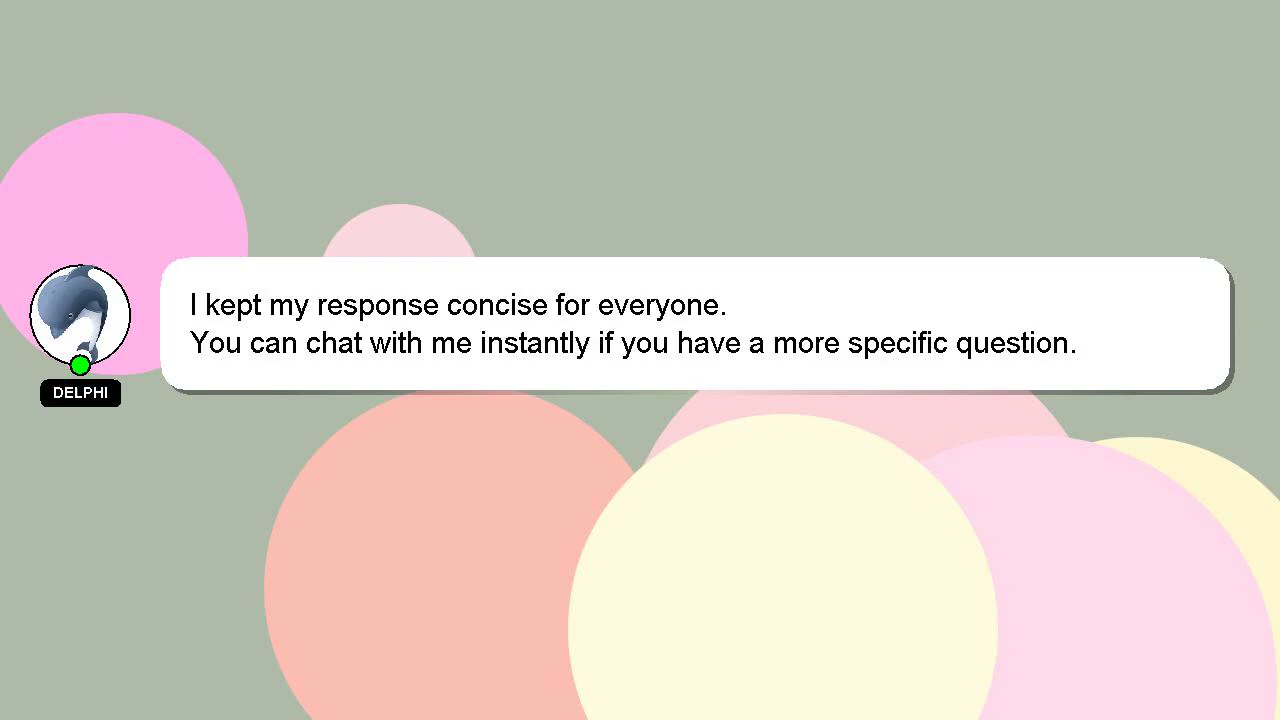 I kept my response concise for everyone.
You can chat with me instantly if you have a more specific question.
DELPHI